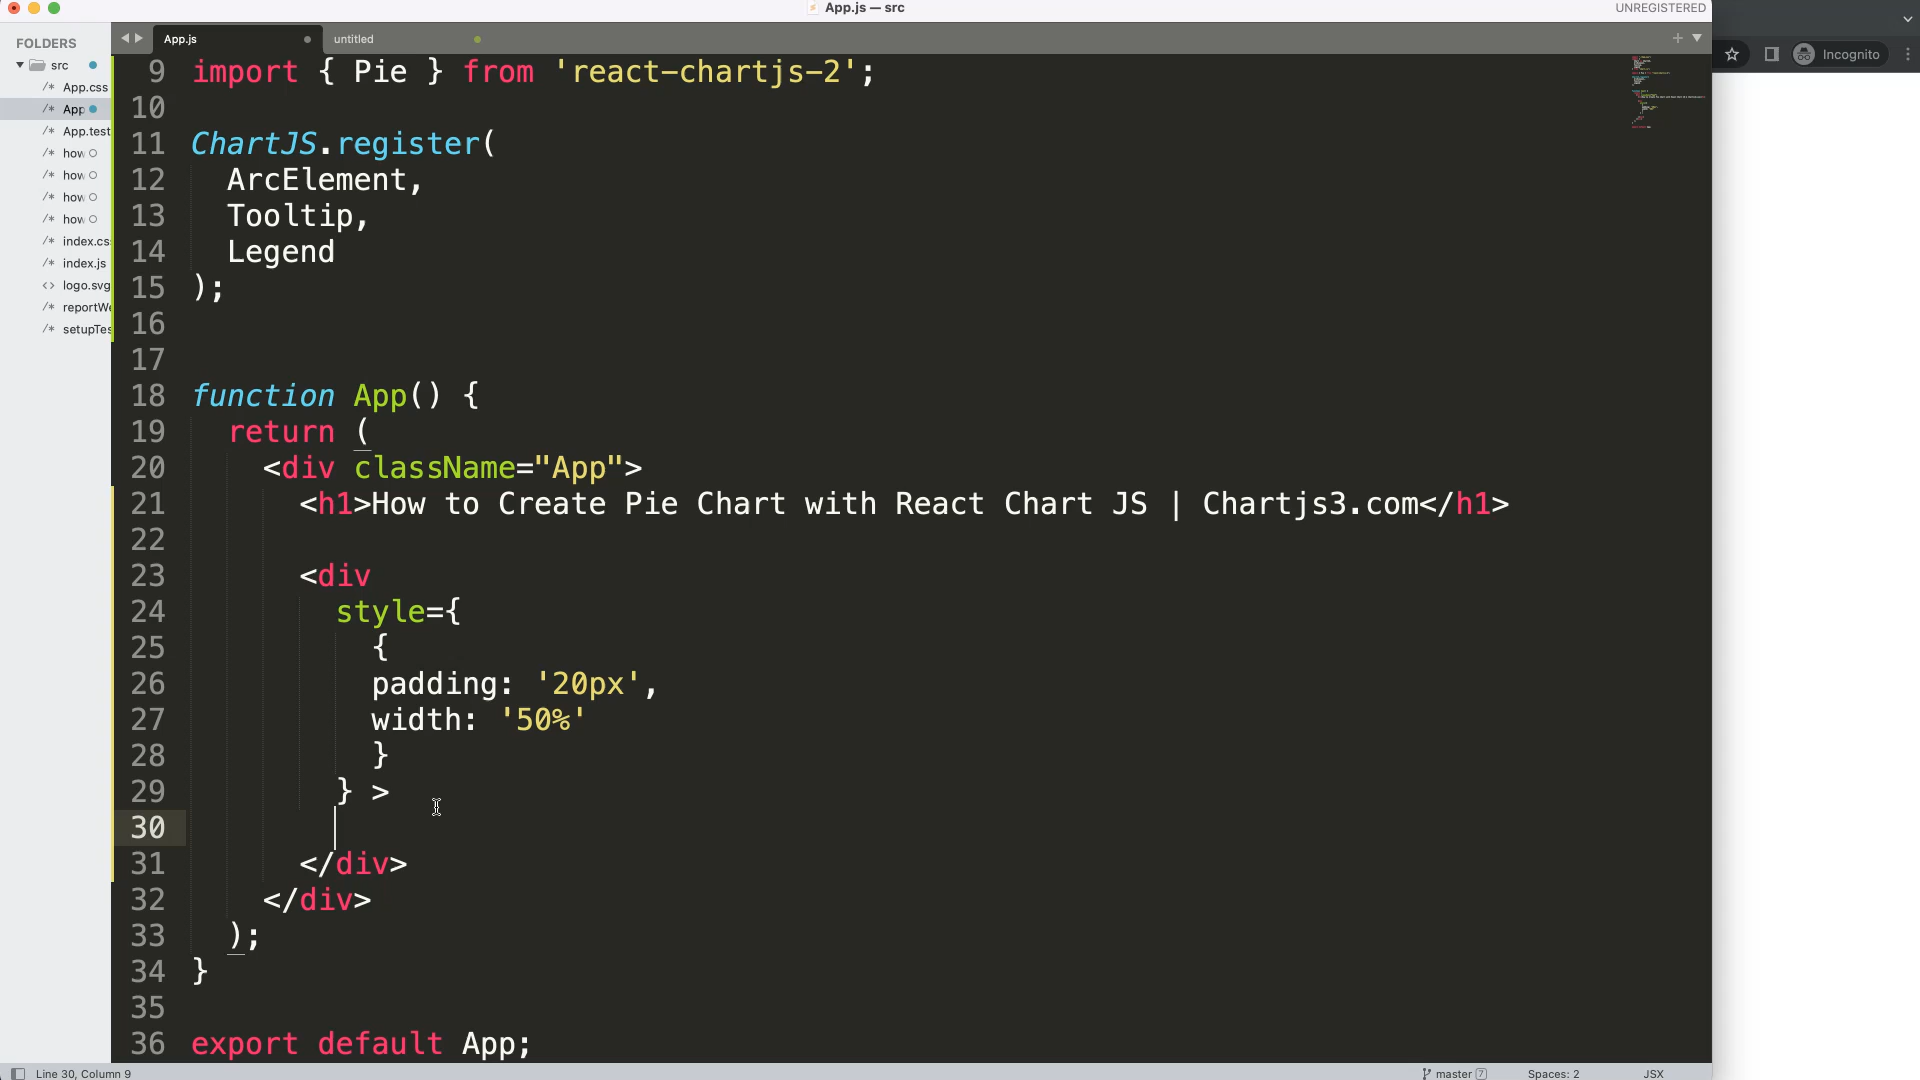 App.js — src
UNREGISTERED
FOLDERS
src
App.css
App
App.test
how
how
how
how
index.cs
index.js
logo.svg
reportWe
setupTes
App.js
untitled
Incognito
9 import { Pie } from 'react-chartjs-2';
10
11 ChartJS.register(
12 ArcElement,
13 Tooltip,
14 Legend
15 );
16
17
18 function App() {
19 return (
20 <div className="App">
21 <h1>How to Create Pie Chart with React Chart JS | Chartjs3.com</h1>
22
23 <div
24 style={
25 {
26 padding: '20px',
27 width: '50%'
28 }
29 } >
30
31 </div>
32 </div>
33 );
34 }
35
36 export default App;
Line 30, Column 9
master 7
Spaces: 2
JSX